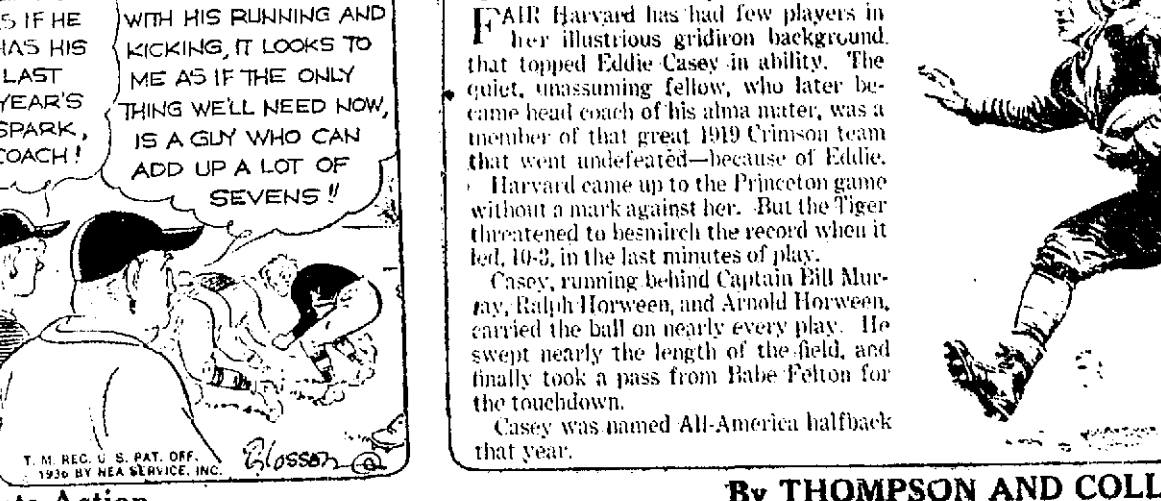 S IF HE
HAS HIS
LAST
YEAR'S
SPARK,
COACH!
WITH HIS RUNNING AND
KICKING, IT LOOKS TO
ME AS IF THE ONLY
THING WE'LL NEED NOW,
IS A GUY WHO CAN
ADD UP A LOT OF
SEVENS!!
T. M. REG. U. S. PAT. OFF.
1936 BY NEA SERVICE, INC.
Blosser
FAIR Harvard has had few players in
her illustrious gridiron background
that topped Eddie Casey in ability. The
quiet, unassuming fellow, who later be-
came head coach of his alma mater, was a
member of that great 1919 Crimson team
that went undefeated—because of Eddie.
Harvard came up to the Princeton game
without a mark against her. But the Tiger
threatened to besmirch the record when it
led, 10-3, in the last minutes of play.
Casey, running behind Captain Bill Mur-
ray, Ralph Horween, and Arnold Horween,
carried the ball on nearly every play. He
swept nearly the length of the field, and
finally took a pass from Babe Felton for
the touchdown.
Casey was named All-America halfback
that year.
Action
By THOMPSON AND COLL